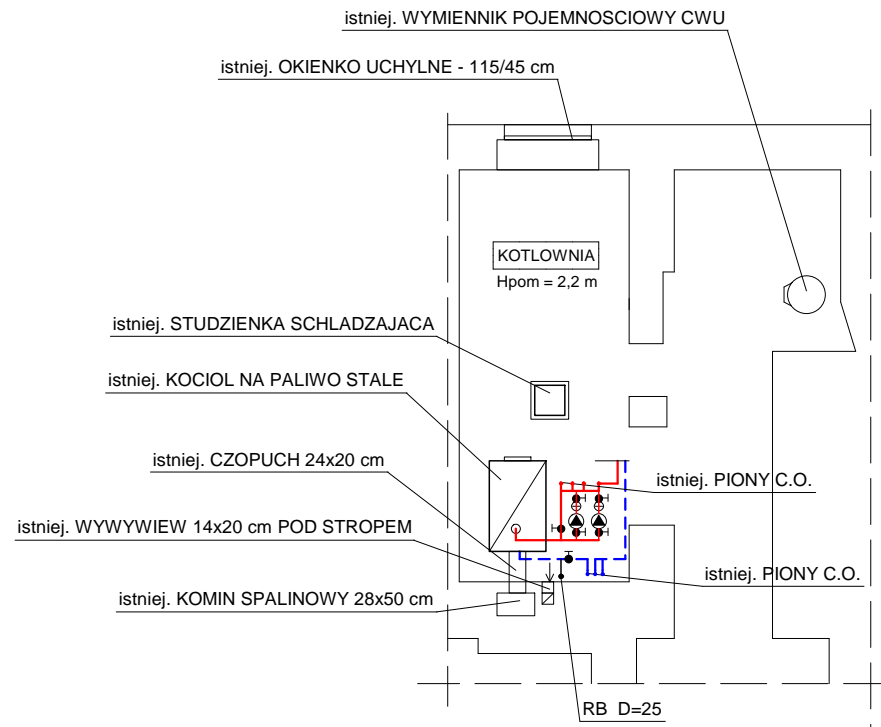 istniej. WYMIENNIK POJEMNOSCIOWY CWU
istniej. OKIENKO UCHYLNE - 115/45 cm
KOTLOWNIA
Hpom = 2,2 m
istniej. STUDZIENKA SCHLADZAJACA
istniej. KOCIOL NA PALIWO STALE
istniej. CZOPUCH 24x20 cm
istniej. PIONY C.O.
istniej. WYWYWIEW 14x20 cm POD STROPEM
istniej. PIONY C.O.
istniej. KOMIN SPALINOWY 28x50 cm
RB D=25